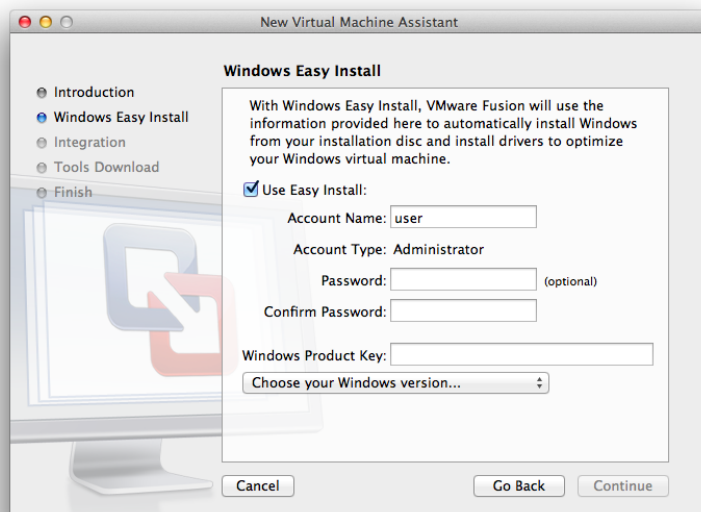 New Virtual Machine Assistant
Introduction
Windows Easy Install
Integration
Tools Download
Finish
Windows Easy Install
With Windows Easy Install, VMware Fusion will use the
information provided here to automatically install Windows
from your installation disc and install drivers to optimize
your Windows virtual machine.
Use Easy Install:
Account Name: user
Account Type: Administrator
Password: (optional)
Confirm Password:
Windows Product Key:
Choose your Windows version...
Cancel Go Back Continue